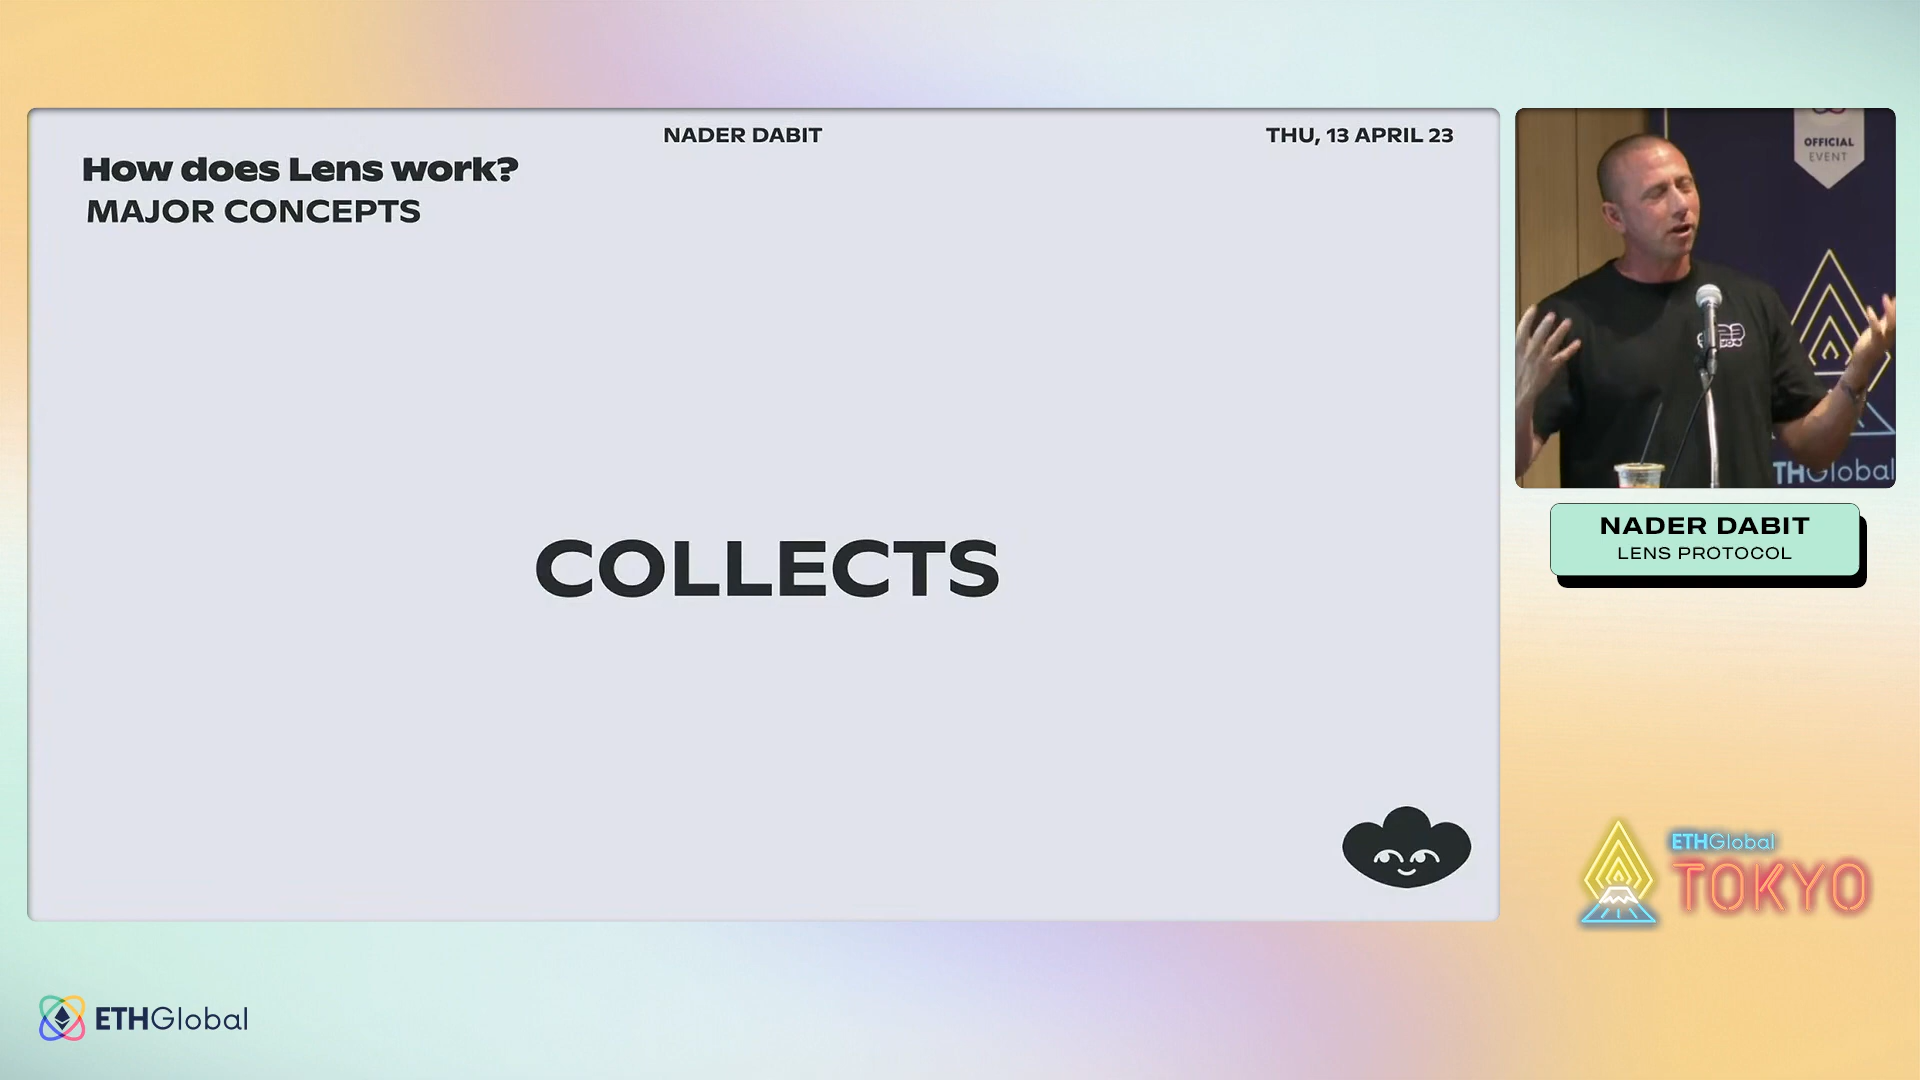 NADER DABIT
THU, 13 APRIL 23
How does Lens work?
MAJOR CONCEPTS
COLLECTS
OFFICIAL
EVENT
THGlobal
NADER DABIT
LENS PROTOCOL
ETHGlobal
TOKYO
ETHGlobal